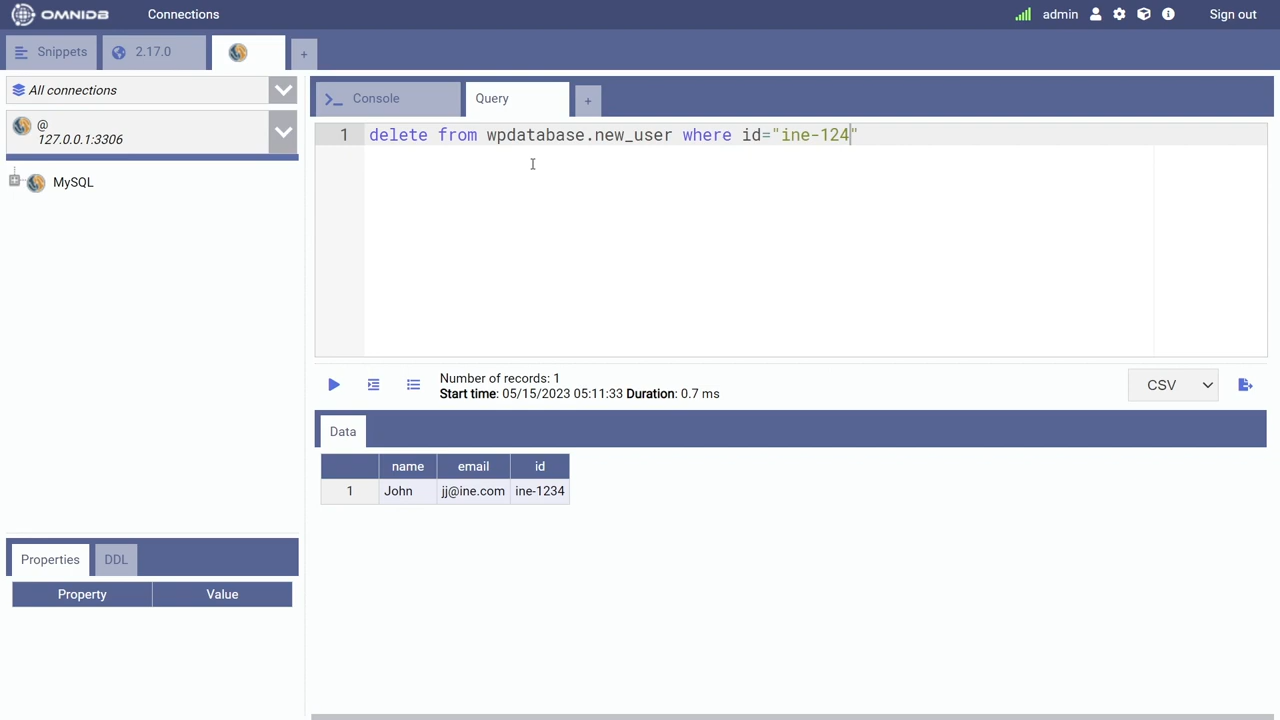 OMNIDB Connections admin Sign out
Snippets 2.17.0 +
All connections
@
127.0.0.1:3306
MySQL
Console Query +
1 delete from wpdatabase.new_user where id="ine-124"
Number of records: 1
Start time: 05/15/2023 05:11:33 Duration: 0.7 ms
CSV
Data
name email id
1 John jj@ine.com ine-1234
Properties DDL
Property Value